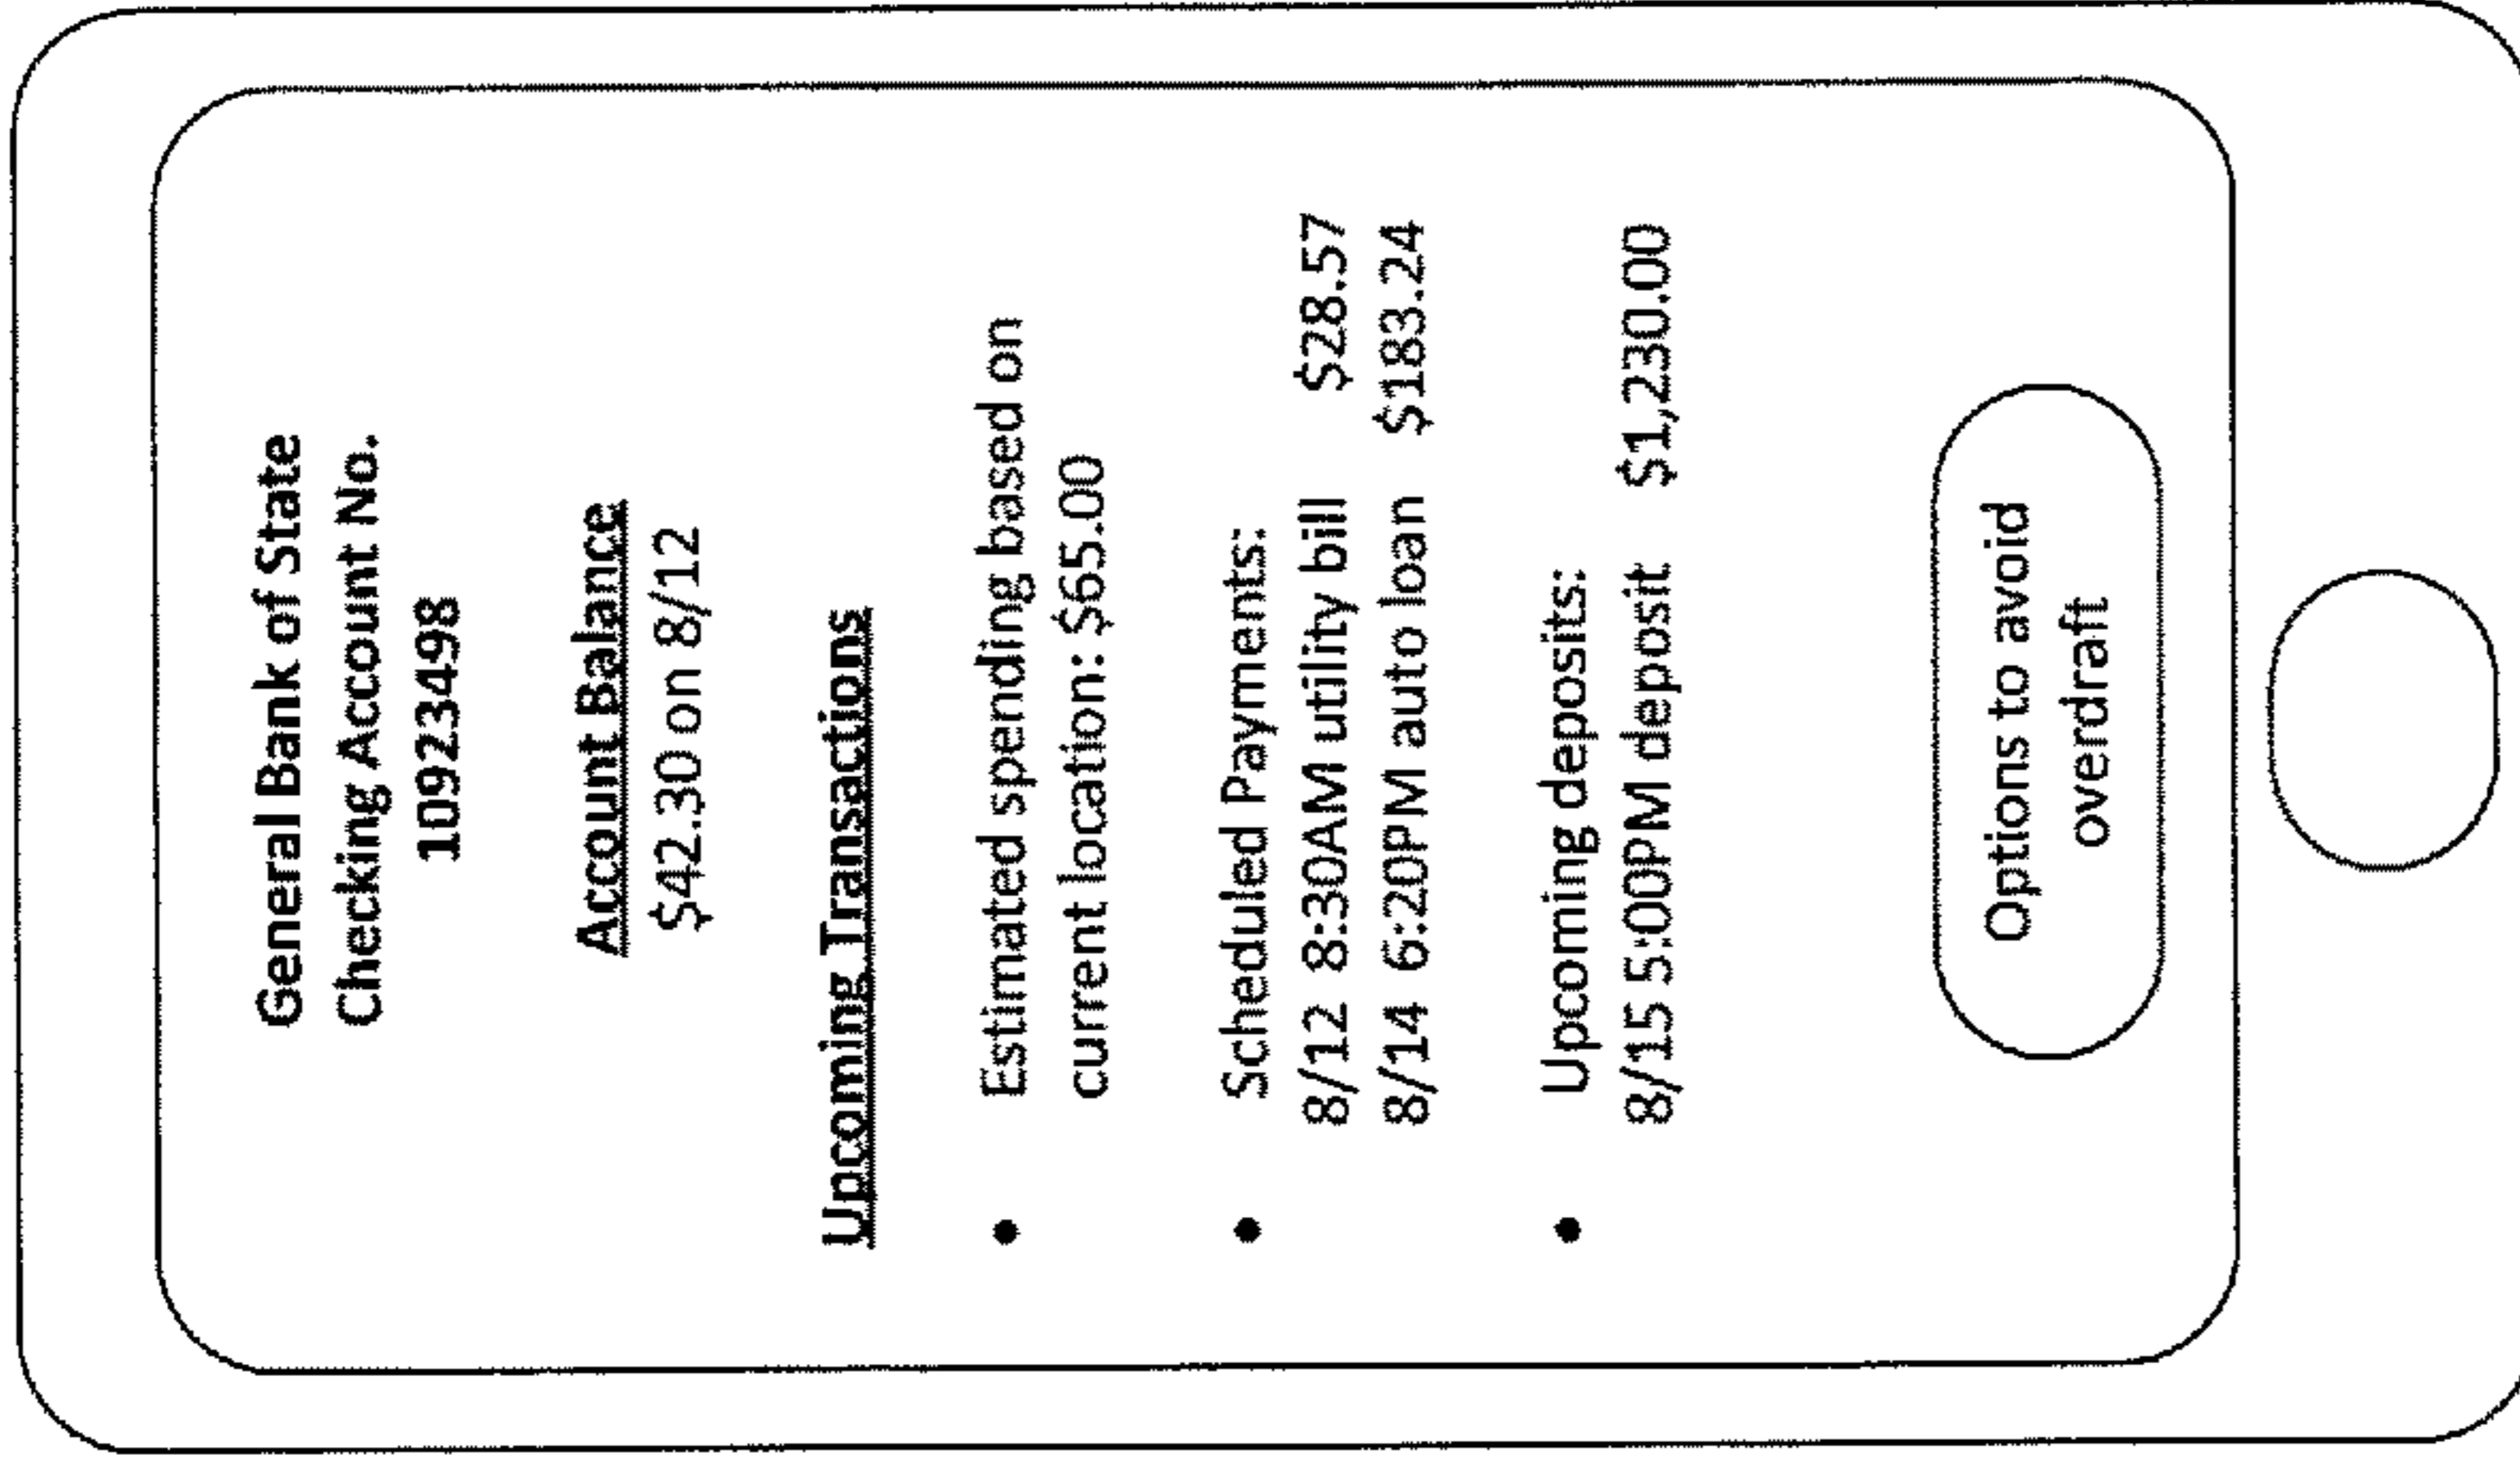 General Bank of State
Checking Account No.
10923498
Account Balance
$42.30 on 8/12
Upcoming Transactions
• Estimated spending based on
current location: $65.00
• Scheduled Payments:
8/12 8:30AM utility bill $28.57
8/14 6:20PM auto loan $183.24
• Upcoming deposits:
8/15 5:00PM deposit $1,230.00
Options to avoid
overdraft